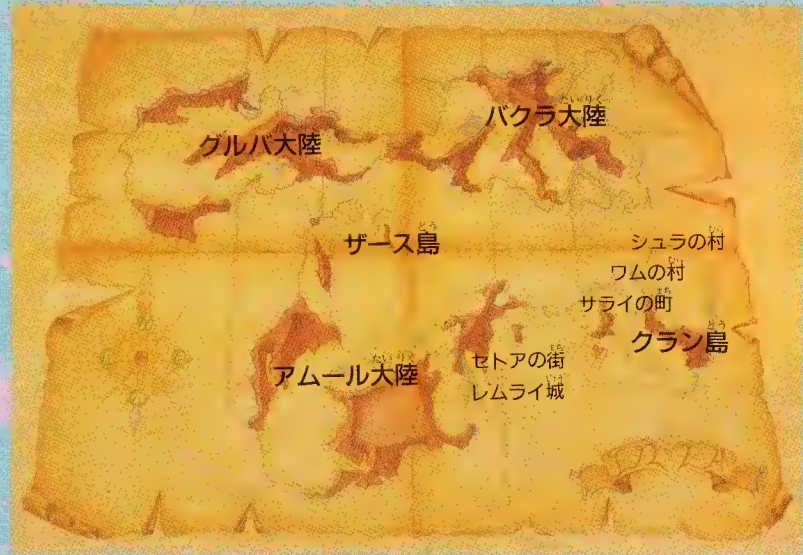 バクラ大陸
グルバ大陸
ザース島
シュラの村
ワムの村
サライの町
クラン島
セトアの街
レムライ城
アムール大陸